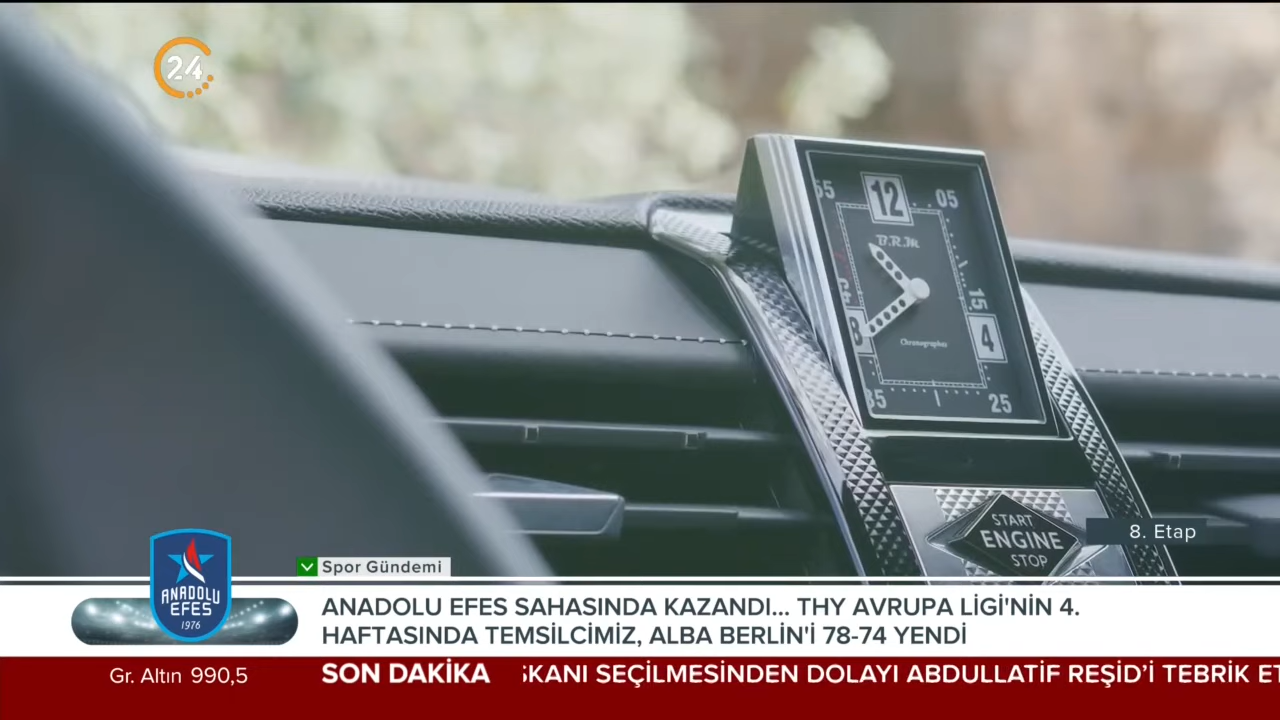 24
55
12
05
B.R.M
15
8
4
Chronographes
35
25
START
ENGINE
STOP
8. Etap
ANADOLU
EFES
1976
Spor Gündemi
ANADOLU EFES SAHASINDA KAZANDI... THY AVRUPA LİGİ'NİN 4.
HAFTASINDA TEMSİLCİMİZ, ALBA BERLİN'İ 78-74 YENDİ
Gr. Altın 990,5
SON DAKİKA
ŞKANI SEÇİLMESİNDEN DOLAYI ABDULLATİF REŞİD’İ TEBRİK ET